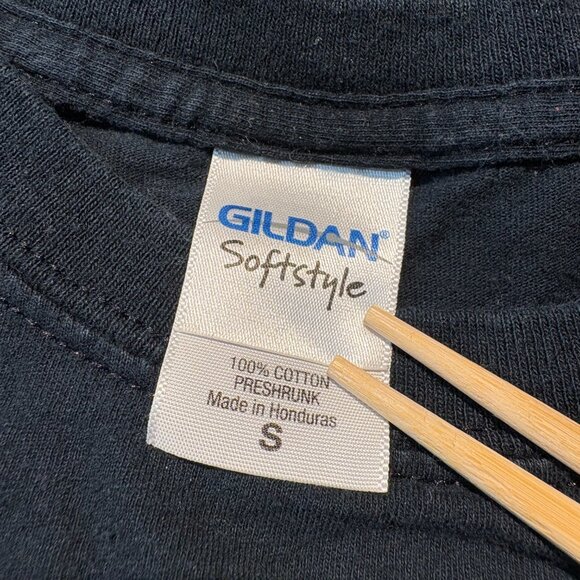 GILDAN®
Softstyle
100% COTTON
PRESHRUNK
Made in Honduras
S